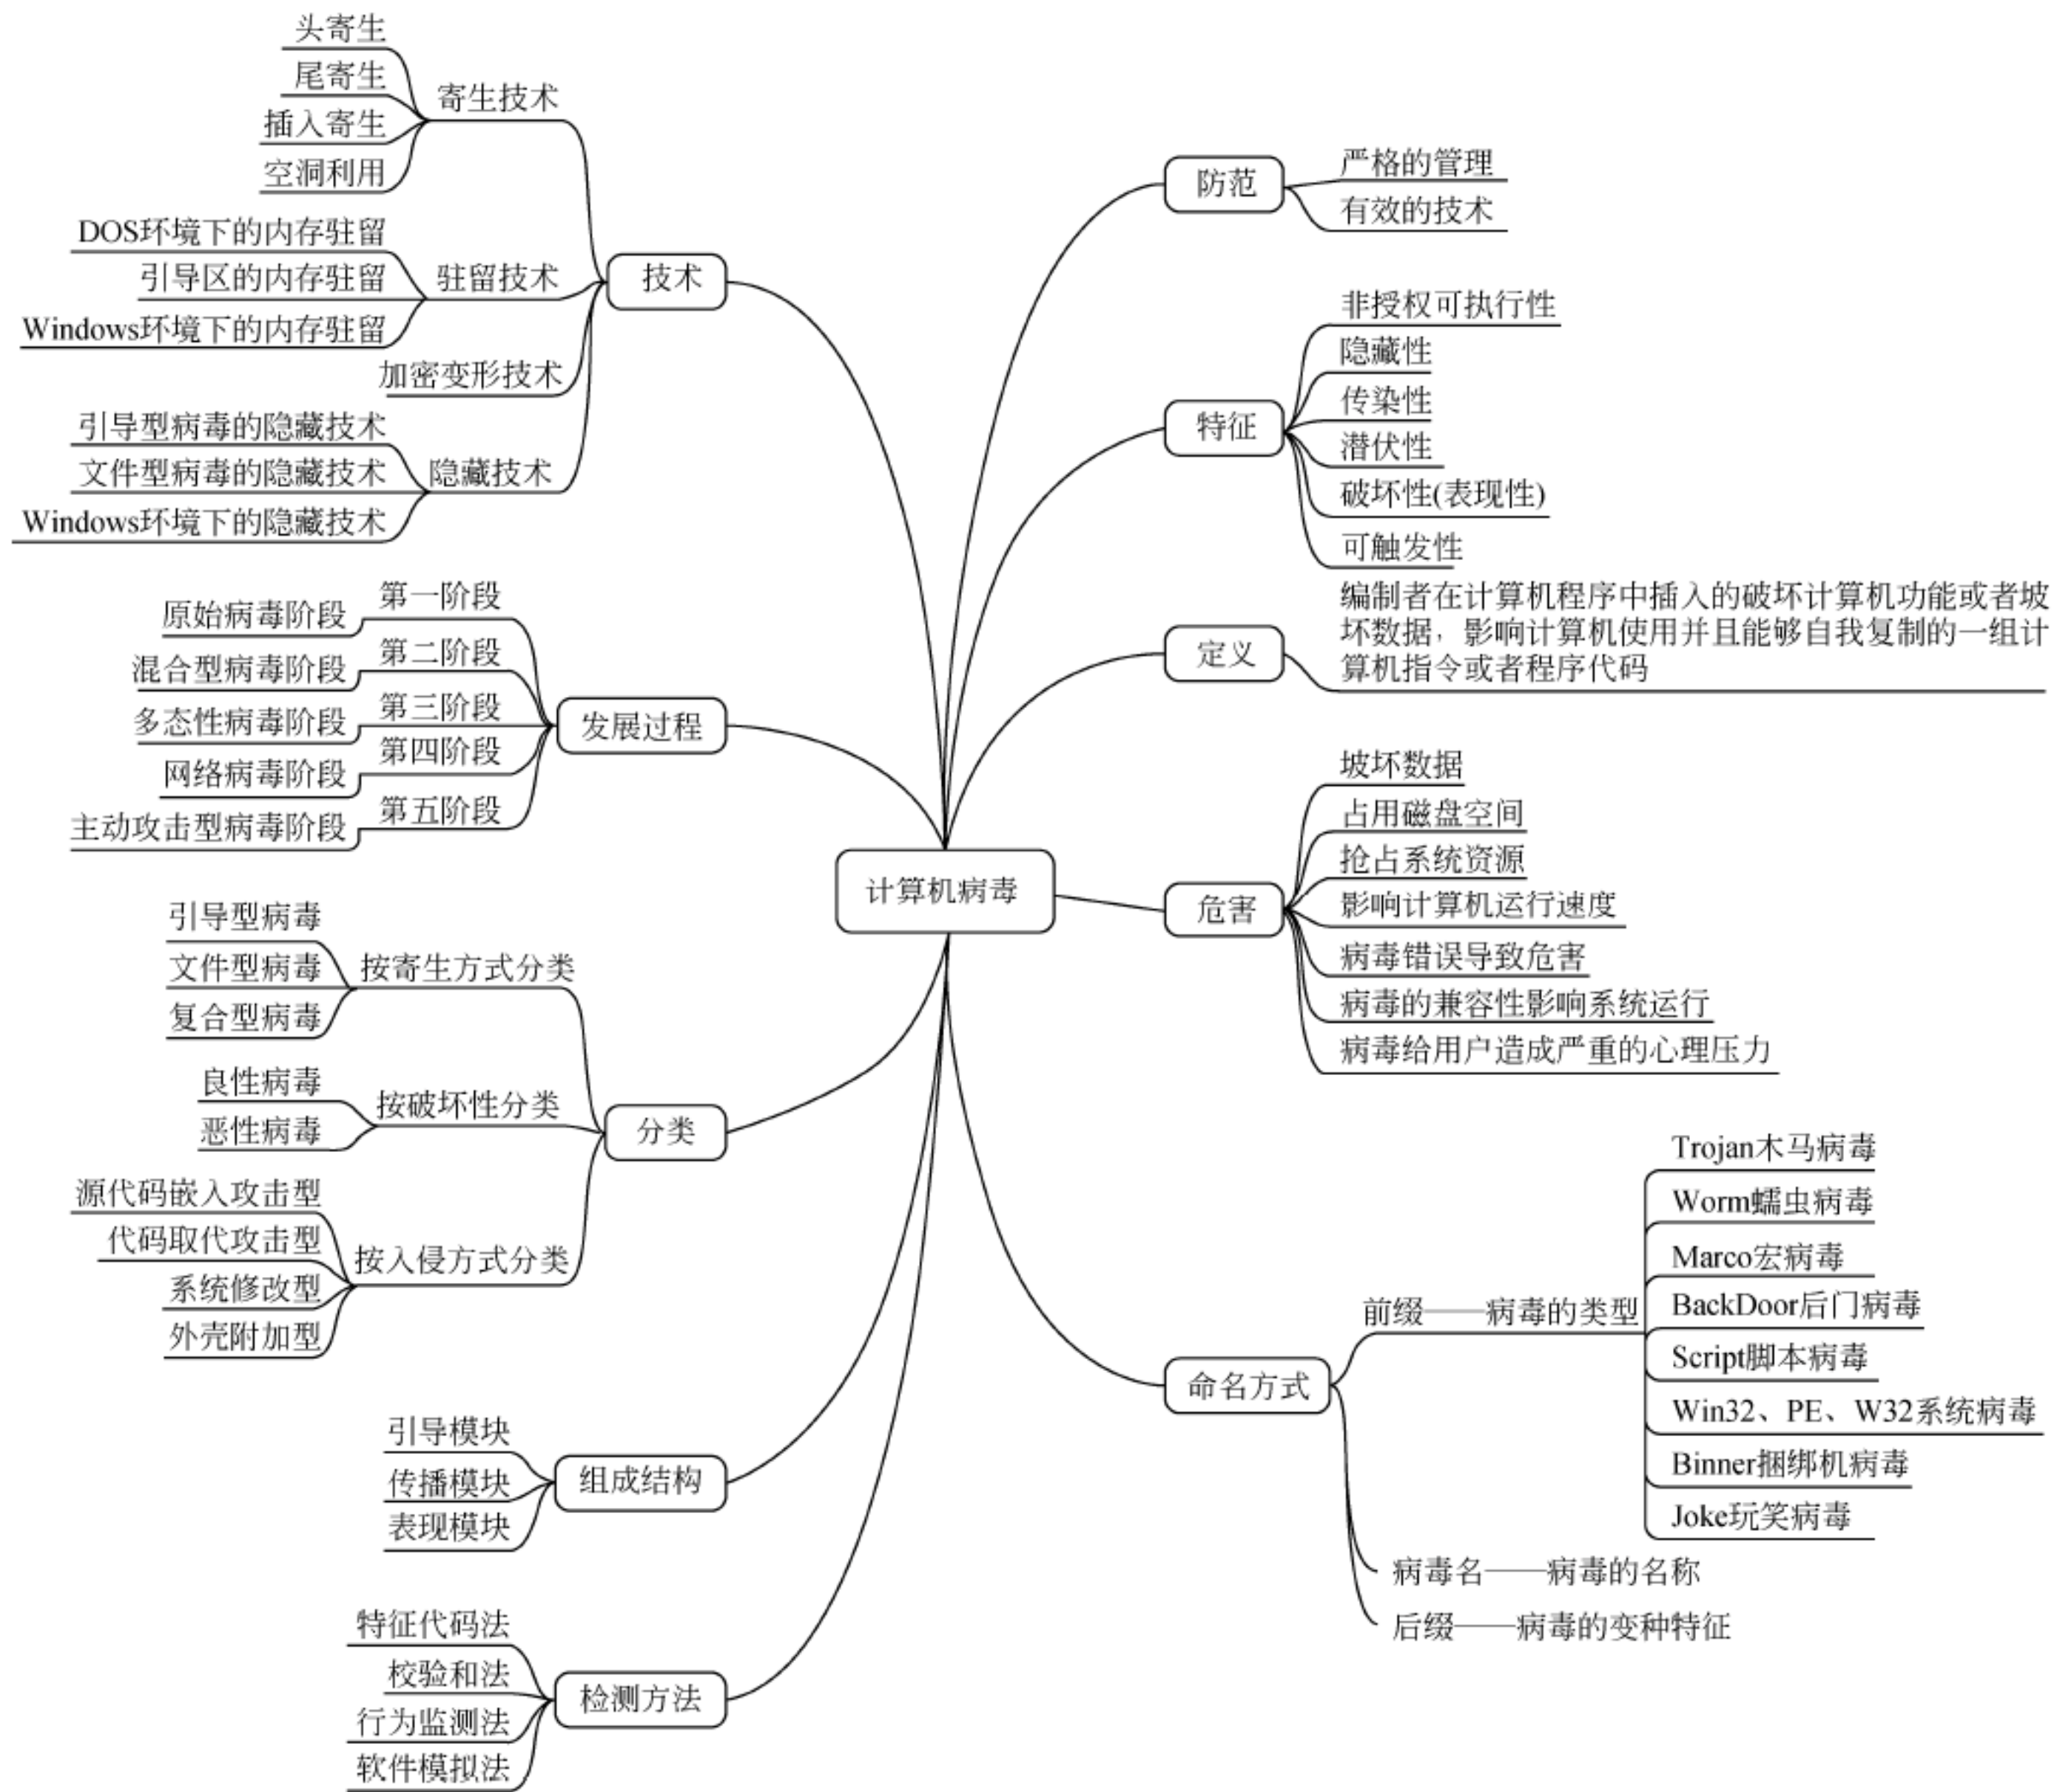 头寄生
尾寄生
插入寄生
空洞利用
寄生技术
DOS环境下的内存驻留
引导区的内存驻留
Windows环境下的内存驻留
驻留技术
加密变形技术
引导型病毒的隐藏技术
文件型病毒的隐藏技术
Windows环境下的隐藏技术
隐藏技术
技术
原始病毒阶段
第一阶段
混合型病毒阶段
第二阶段
多态性病毒阶段
第三阶段
网络病毒阶段
第四阶段
主动攻击型病毒阶段
第五阶段
发展过程
引导型病毒
文件型病毒
复合型病毒
按寄生方式分类
良性病毒
恶性病毒
按破坏性分类
源代码嵌入攻击型
代码取代攻击型
系统修改型
外壳附加型
按入侵方式分类
分类
引导模块
传播模块
表现模块
组成结构
特征代码法
校验和法
行为监测法
软件模拟法
检测方法
计算机病毒
防范
严格的管理
有效的技术
特征
非授权可执行性
隐藏性
传染性
潜伏性
破坏性(表现性)
可触发性
定义
编制者在计算机程序中插入的破坏计算机功能或者坡
坏数据，影响计算机使用并且能够自我复制的一组计
算机指令或者程序代码
危害
坡坏数据
占用磁盘空间
抢占系统资源
影响计算机运行速度
病毒错误导致危害
病毒的兼容性影响系统运行
病毒给用户造成严重的心理压力
命名方式
前缀——病毒的类型
Trojan木马病毒
Worm蠕虫病毒
Marco宏病毒
BackDoor后门病毒
Script脚本病毒
Win32、PE、W32系统病毒
Binner捆绑机病毒
Joke玩笑病毒
病毒名——病毒的名称
后缀——病毒的变种特征